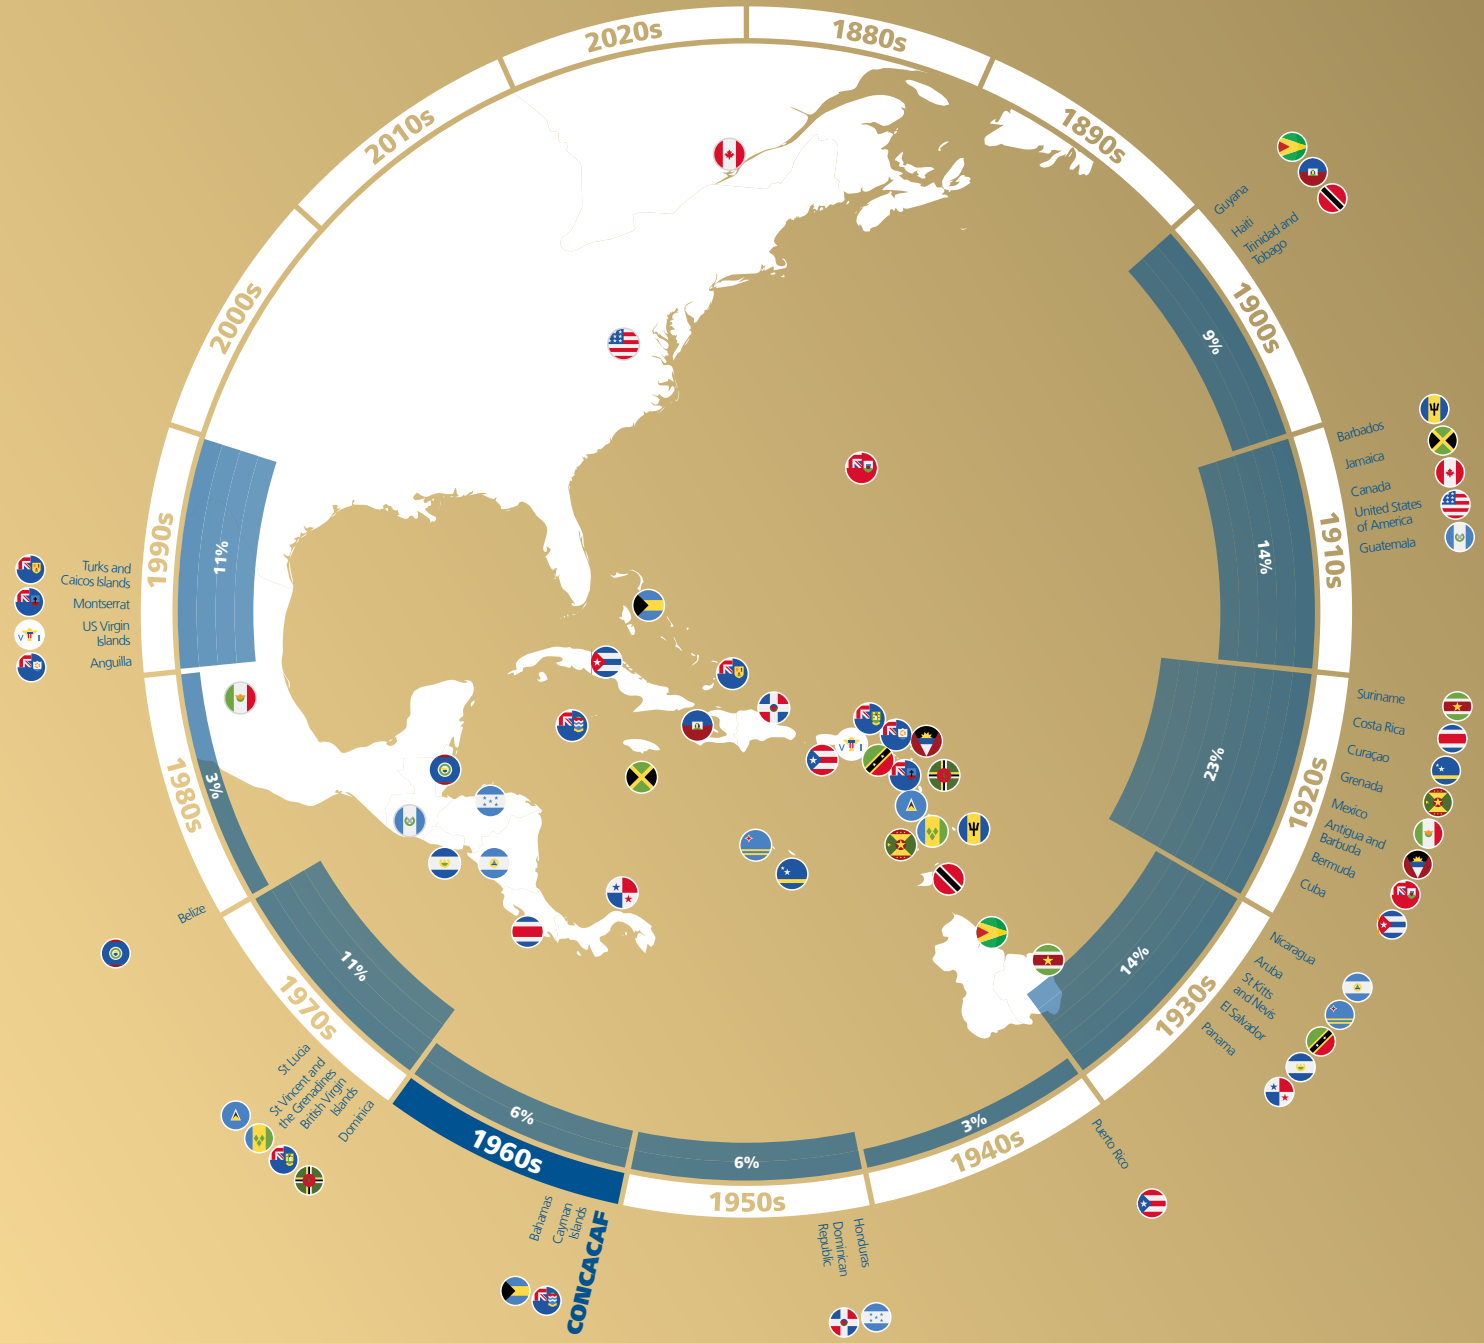 1880s
1890s
1900s
1910s
1920s
1930s
1940s
1950s
1960s
1970s
1980s
1990s
2000s
2010s
2020s
Guyana
Haiti
Trinidad and
Tobago
9%
Barbados
Jamaica
Canada
United States
of America
Guatemala
14%
Suriname
Costa Rica
Curaçao
Grenada
Mexico
Antigua and
Barbuda
Bermuda
Cuba
23%
Nicaragua
Aruba
St Kitts
and Nevis
El Salvador
Panama
14%
Puerto Rico
3%
Honduras
Dominican
Republic
6%
CONCACAF
Cayman
Islands
Bahamas
6%
Dominica
British Virgin
Islands
St Vincent and
the Grenadines
St Lucia
11%
Belize
3%
Anguilla
US Virgin
Islands
Montserrat
Turks and
Caicos Islands
11%
V I
V I